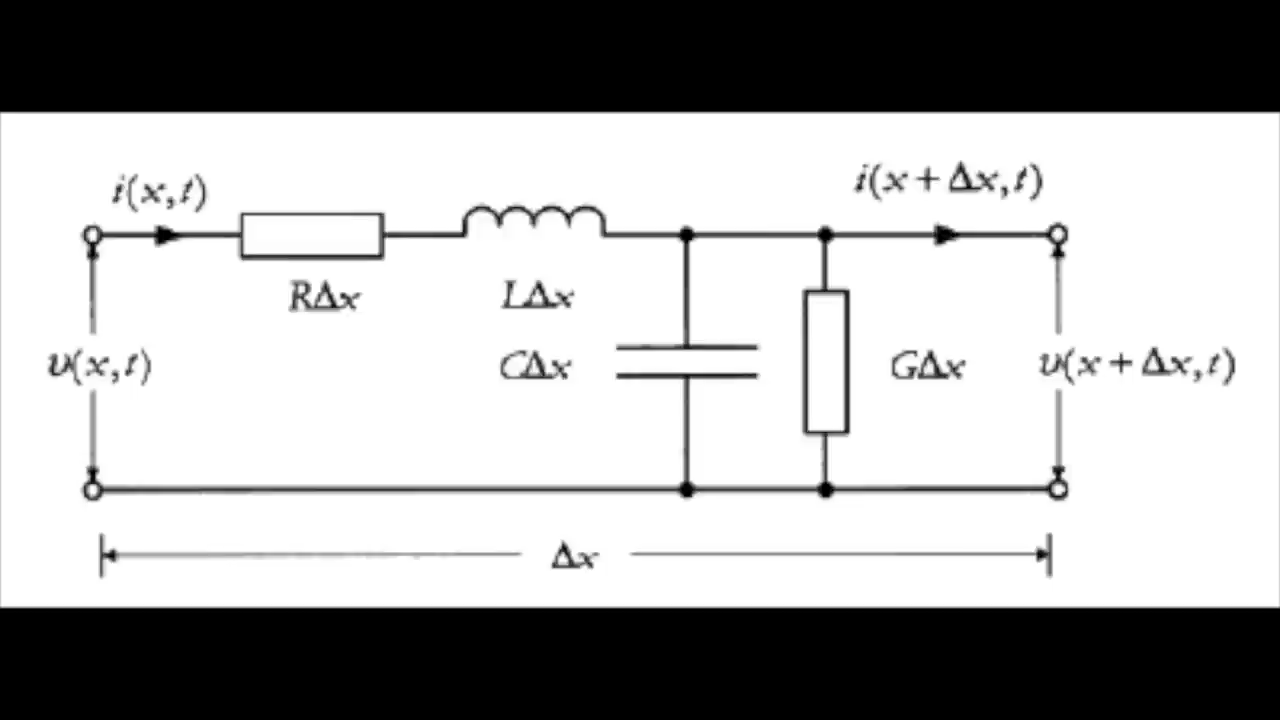 i(x,t)
i(x + Δx,t)
RΔx
LΔx
υ(x,t)
CΔx
GΔx
υ(x + Δx,t)
Δx